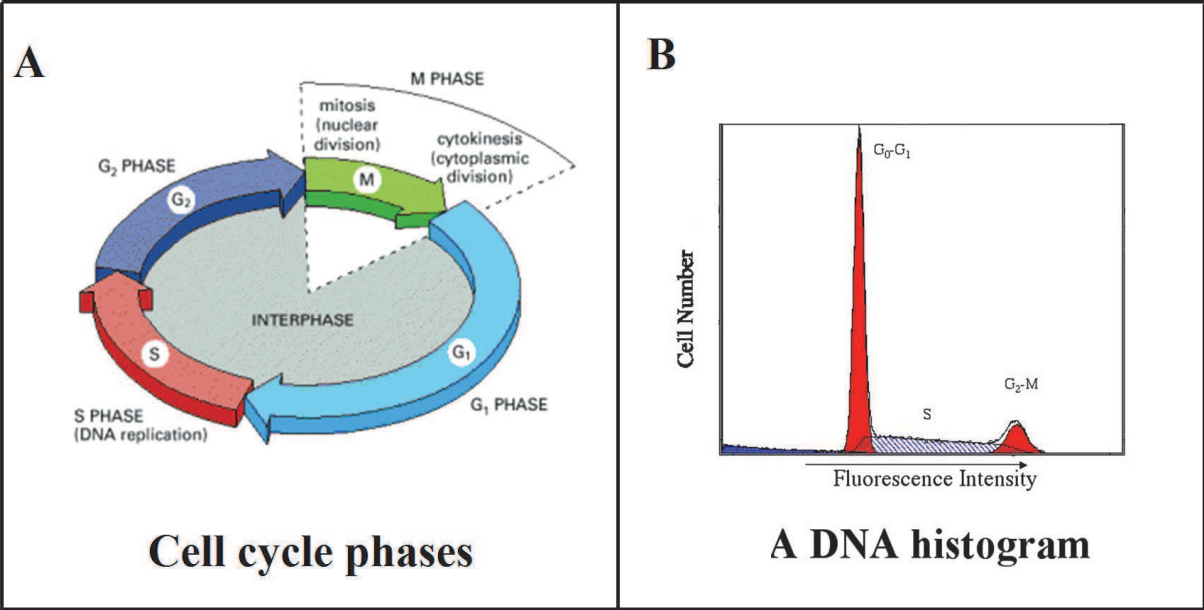 A
M PHASE
mitosis
(nuclear
division)
cytokinesis
(cytoplasmic
division)
G₂ PHASE
M
G₂
INTERPHASE
S
G₁
G₁ PHASE
S PHASE
(DNA replication)
Cell cycle phases
B
G₀-G₁
Cell Number
G₂-M
S
Fluorescence Intensity
A DNA histogram